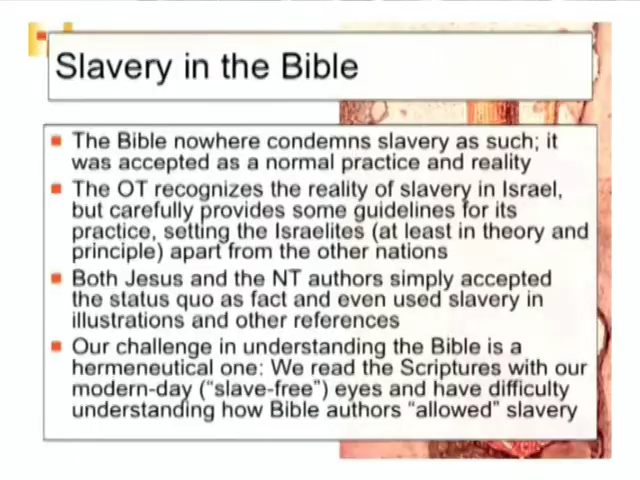 Slavery in the Bible
The Bible nowhere condemns slavery as such; it
was accepted as a normal practice and reality
The OT recognizes the reality of slavery in Israel,
but carefully provides some guidelines for its
practice, setting the Israelites (at least in theory and
principle) apart from the other nations
Both Jesus and the NT authors simply accepted
the status quo as fact and even used slavery in
illustrations and other references
Our challenge in understanding the Bible is a
hermeneutical one: We read the Scriptures with our
modern-day ("slave-free") eyes and have difficulty
understanding how Bible authors "allowed" slavery